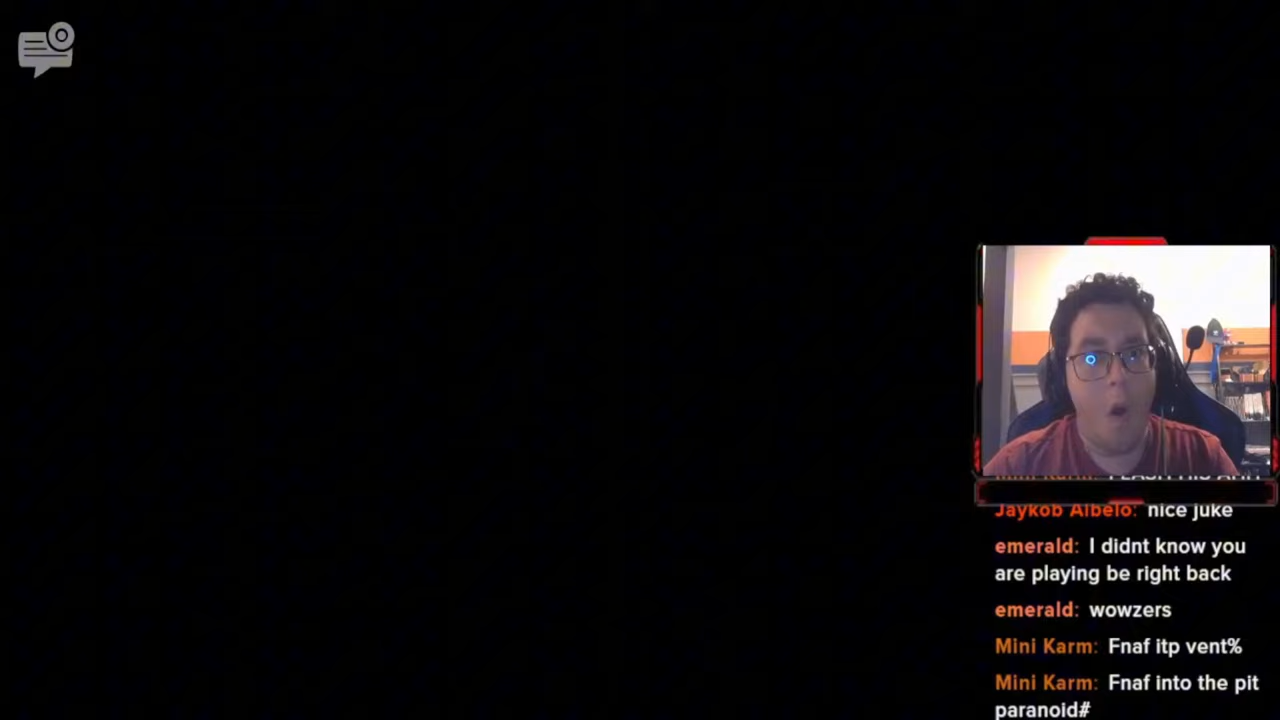 Jaykob Albelo: nice juke
emerald: I didnt know you
are playing be right back
emerald: wowzers
Mini Karm: Fnaf itp vent%
Mini Karm: Fnaf into the pit
paranoid#